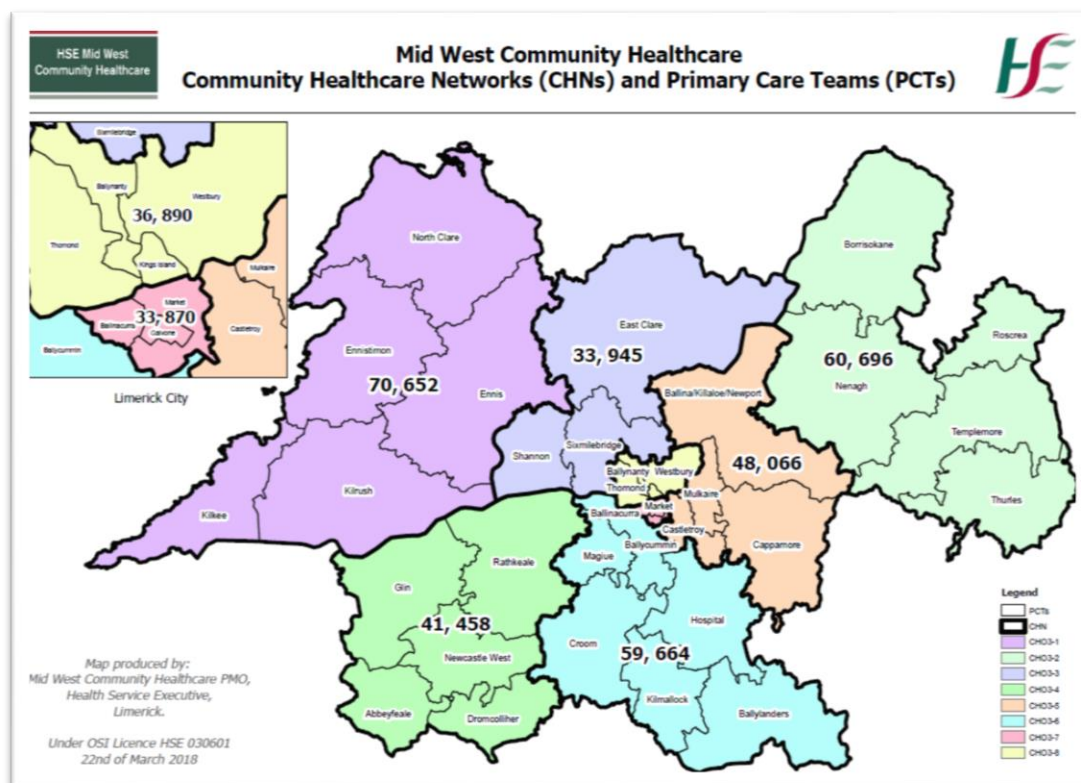 HSE Mid West
Community Healthcare
Mid West Community Healthcare
Community Healthcare Networks (CHNs) and Primary Care Teams (PCTs)
HSE
Sixmilebridge
Ballynanty
Westbury
36, 890
Thomond
Kings Island
Mulkaire
Market
33, 870
Ballinacurra
Galvone
Castletroy
Ballycummin
Limerick City
North Clare
Borrisokane
East Clare
Roscrea
33, 945
Ennistimon
60, 696
70, 652
Nenagh
Ennis
Ballina/Killaloe/Newport
Templemore
Shannon
Sixmilebridge
48, 066
Ballynanty
Westbury
Thomond
Kilrush
Mulkaire
Thurles
Market
Kilkee
Ballinacurra
Castletroy
Cappamore
Ballycummin
Magiue
Rathkeale
Glin
Hospital
41, 458
Croom
59, 664
Newcastle West
Kilmallock
Abbeyfeale
Dromcolliher
Ballylanders
Legend
PCTs
CHN
CHO3-1
CHO3-2
CHO3-3
CHO3-4
CHO3-5
CHO3-6
CHO3-7
CHO3-8
Map produced by:
Mid West Community Healthcare PMO,
Health Service Executive,
Limerick.
Under OSI Licence HSE 030601
22nd of March 2018